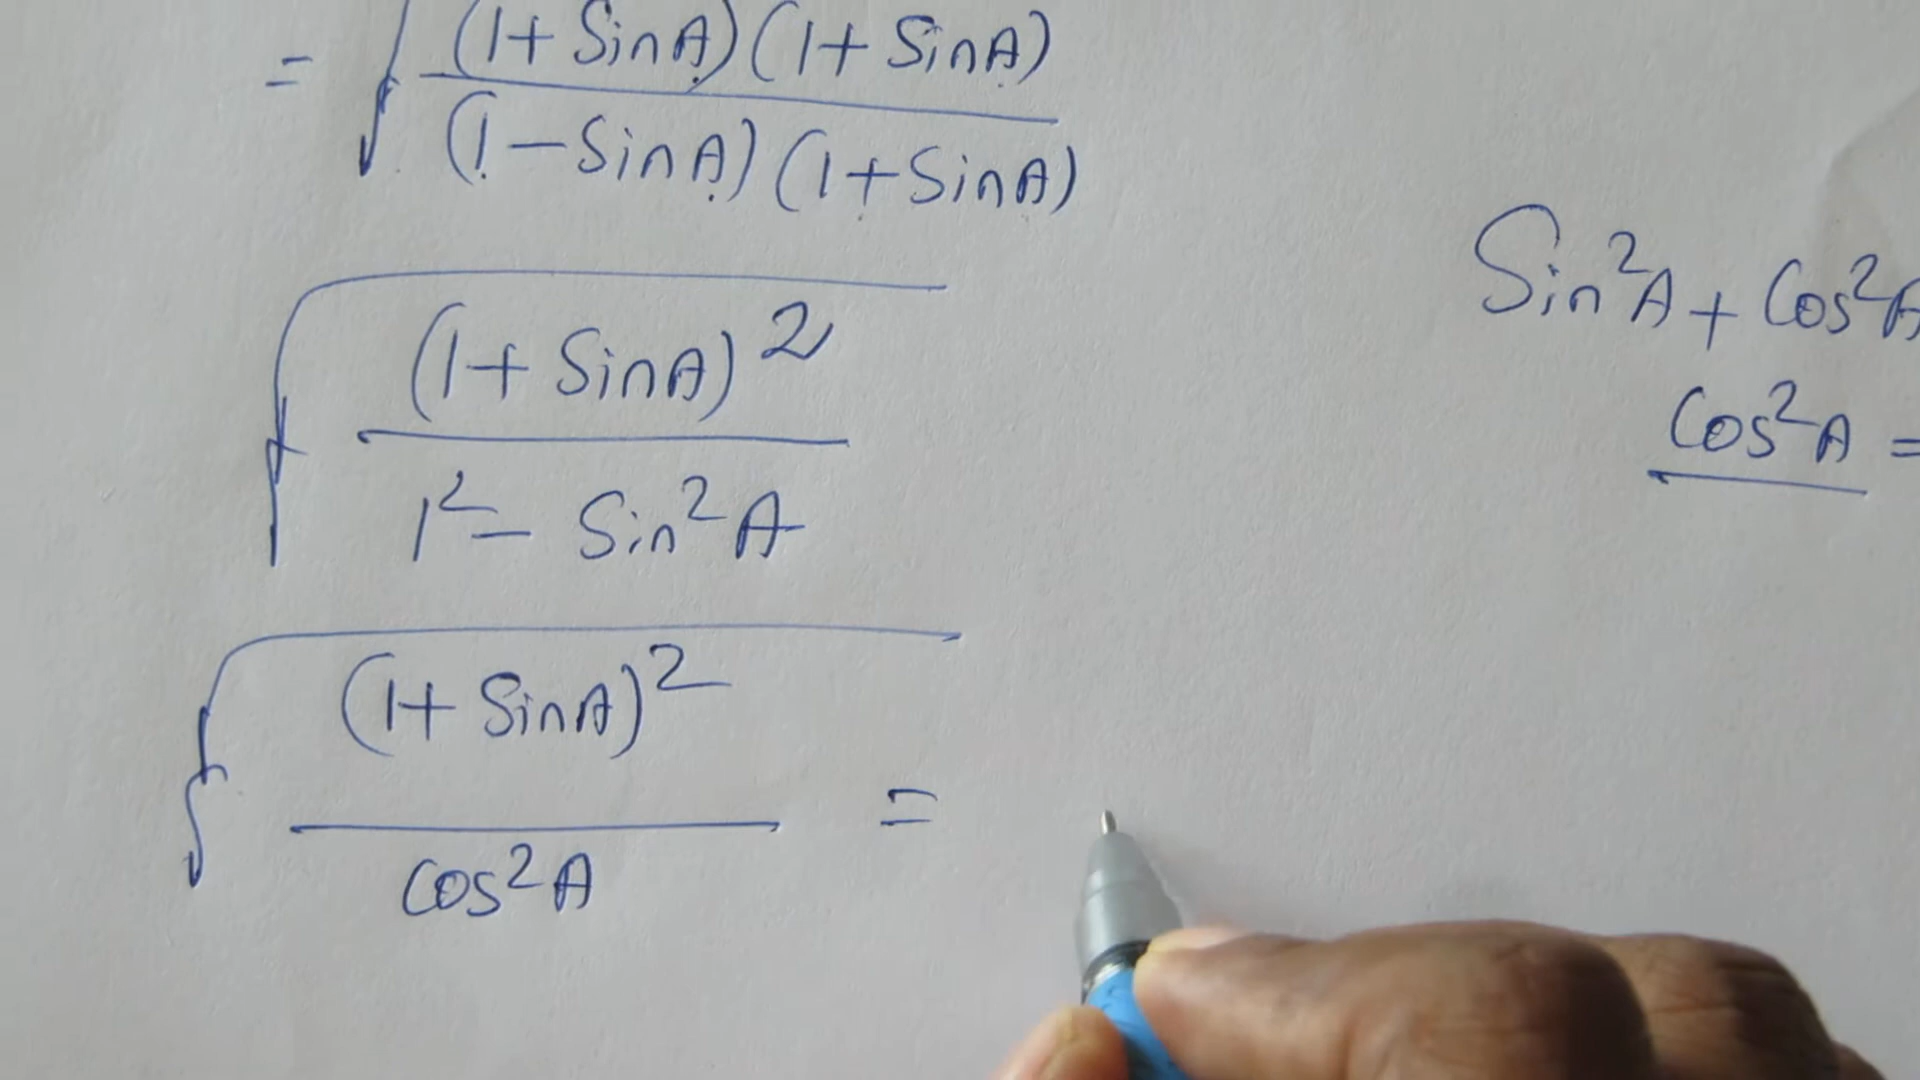 = √ (1+ SinA) (1+ SinA)
(1 – SinA) (1 + SinA)
√ (1+ SinA)²
1² – Sin²A
√ (1+ SinA)² =
Cos²A
Sin²A + Cos²A
Cos²A =